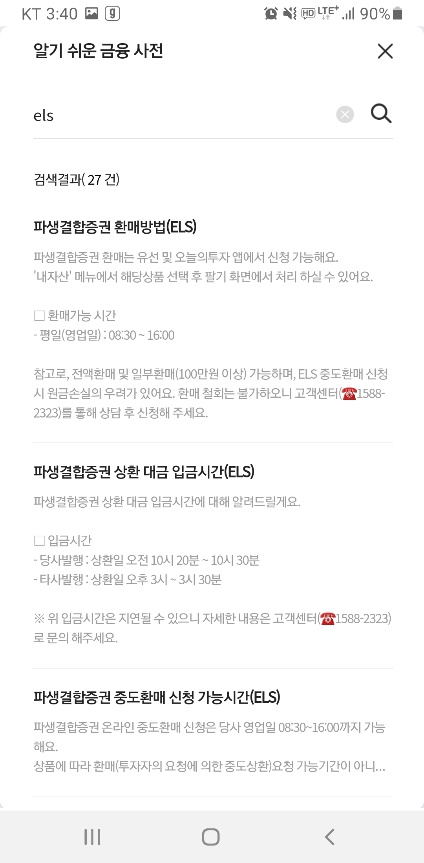 KT 3:40 g HD LTE+ 90%
알기 쉬운 금융 사전
els
검색결과( 27 건)
파생결합증권 환매방법(ELS)
파생결합증권 환매는 유선 및 오늘의투자 앱에서 신청 가능해요.
'내자산' 메뉴에서 해당상품 선택 후 팔기 화면에서 처리 하실 수 있어요.
□ 환매가능 시간
- 평일(영업일) : 08:30 ~ 16:00
참고로, 전액환매 및 일부환매(100만원 이상) 가능하며, ELS 중도환매 신청
시 원금손실의 우려가 있어요. 환매 철회는 불가하오니 고객센터(☎1588-
2323)를 통해 상담 후 신청해 주세요.
파생결합증권 상환 대금 입금시간(ELS)
파생결합증권 상환 대금 입금시간에 대해 알려드릴게요.
□ 입금시간
- 당사발행 : 상환일 오전 10시 20분 ~ 10시 30분
- 타사발행 : 상환일 오후 3시 ~ 3시 30분
※ 위 입금시간은 지연될 수 있으니 자세한 내용은 고객센터(☎1588-2323)
로 문의 해주세요.
파생결합증권 중도환매 신청 가능시간(ELS)
파생결합증권 온라인 중도환매 신청은 당사 영업일 08:30~16:00까지 가능
해요.
상품에 따라 환매(투자자의 요청에 의한 중도상환)요청 가능기간이 아니...